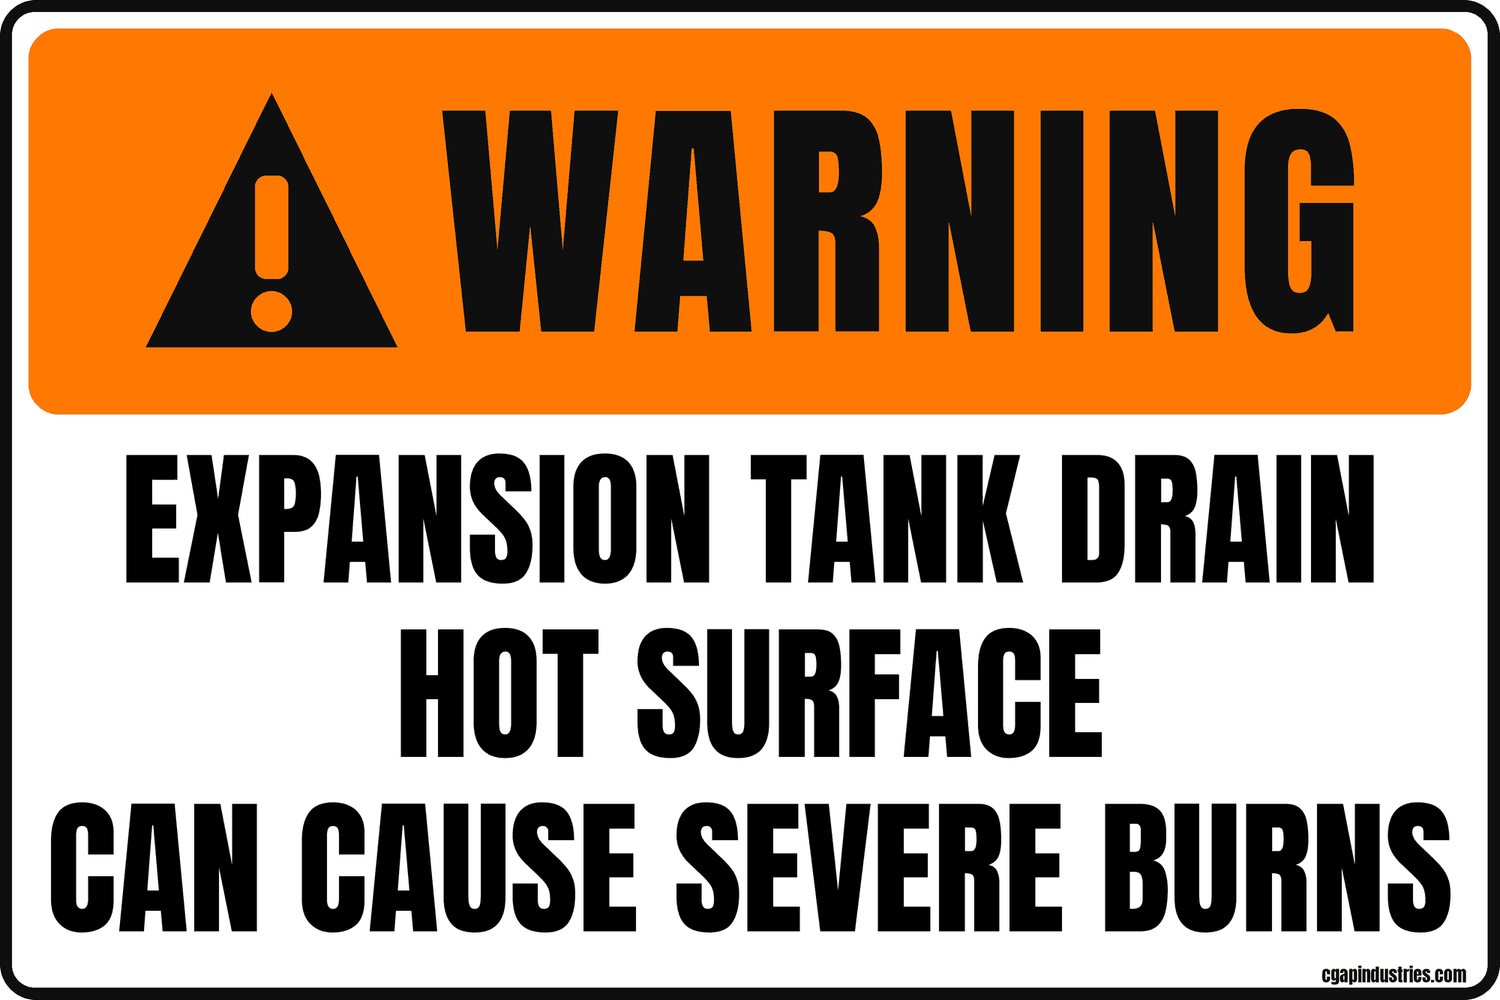 WARNING
EXPANSION TANK DRAIN
HOT SURFACE
CAN CAUSE SEVERE BURNS
cgapindustries.com